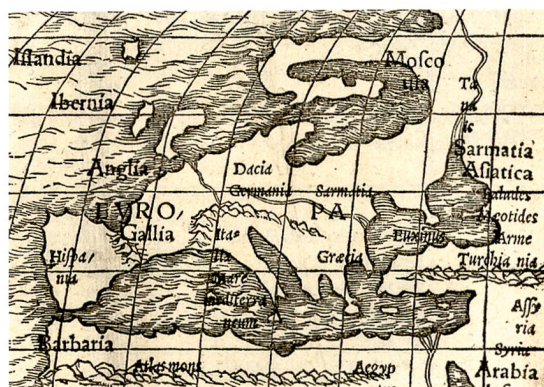 Islandia
Mosco
uia
Ibernia
Ta
na
is
Sarmatia
Asiatica
Anglia
Dacia
Germania
Sarmatia
Paludes
Meotides
EVRO,
PA
Gallia
Euxinus
Arme
nia
Hispa,
nia
Ita,
lia
Græcia
Turchia
Mare
mediterra
neum
Assy
ria
Syria
Barbaria
Atlas mons
Aegyp
Arabia